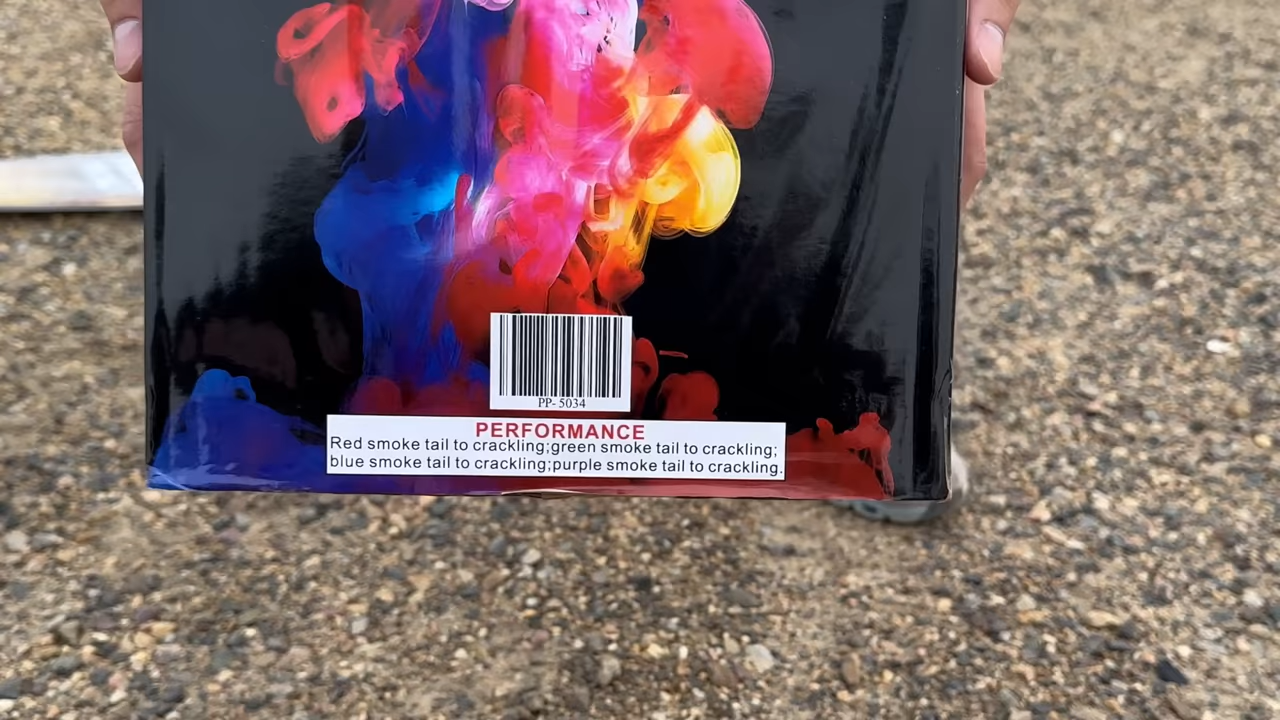 PP- 5034
PERFORMANCE
Red smoke tail to crackling;green smoke tail to crackling;
blue smoke tail to crackling;purple smoke tail to crackling.